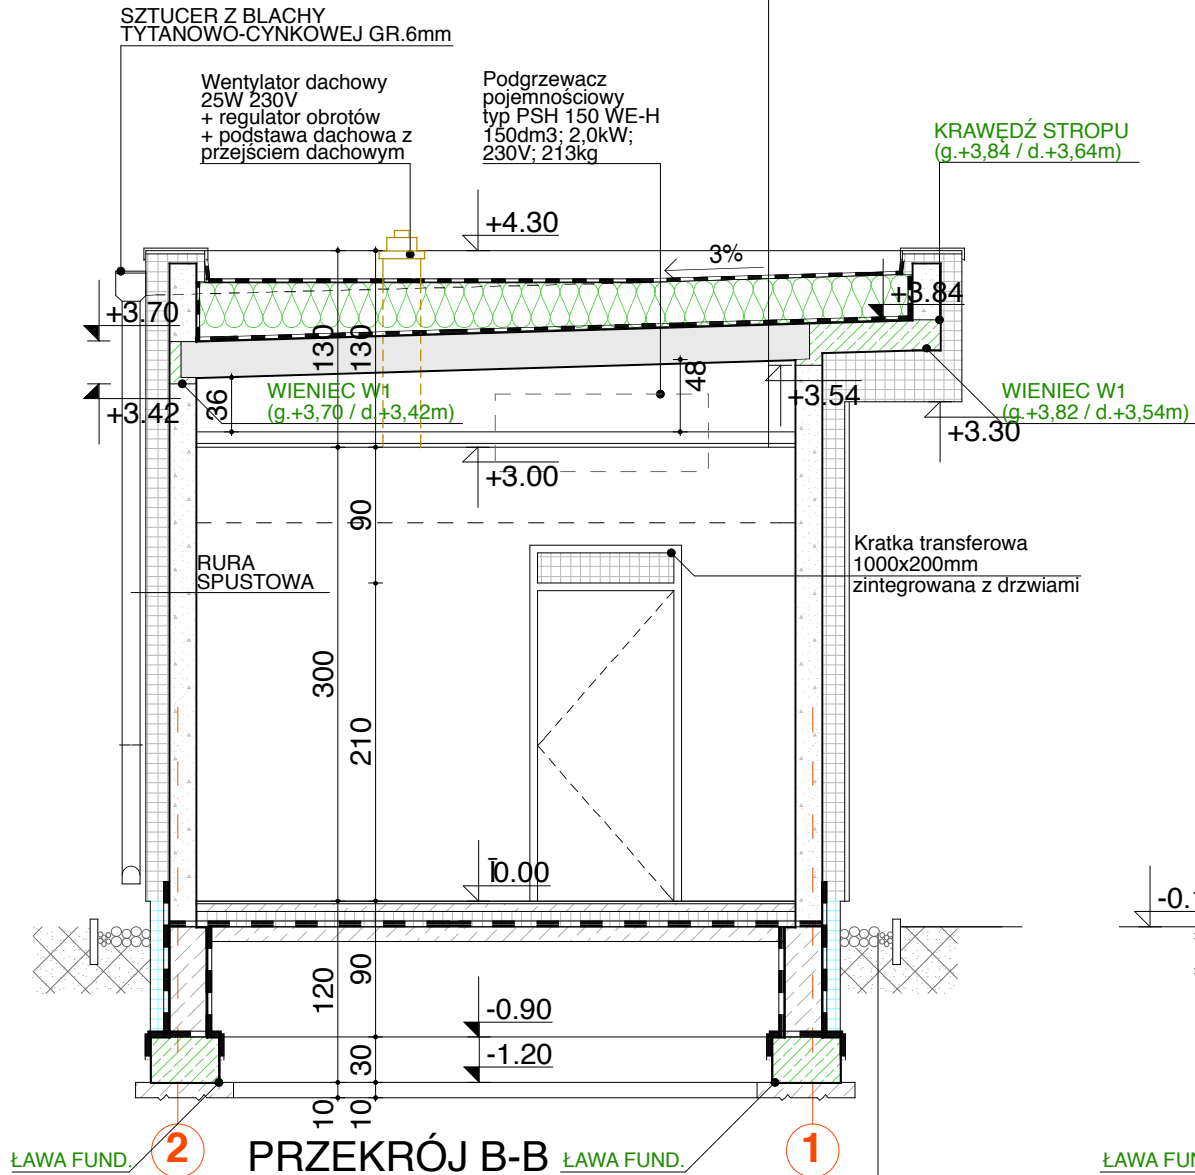 SZTUCER Z BLACHY
TYTANOWO-CYNKOWEJ GR.6mm
Wentylator dachowy
25W 230V
+ regulator obrotów
+ podstawa dachowa z
przejściem dachowym
Podgrzewacz
pojemnościowy
typ PSH 150 WE-H
150dm3; 2,0kW;
230V; 213kg
KRAWĘDŹ STROPU
(g.+3,84 / d.+3,64m)
+4.30
3%
+3.84
+3.70
130
130
48
36
WIENIEC W1
(g.+3,70 / d.+3,42m)
+3.42
+3.54
WIENIEC W1
(g.+3,82 / d.+3,54m)
+3.30
+3.00
90
RURA
SPUSTOWA
Kratka transferowa
1000x200mm
zintegrowana z drzwiami
300
210
0.00
120
90
-0.90
30
-1.20
10
10
2
PRZEKRÓJ B-B
1
ŁAWA FUND.
ŁAWA FUND.